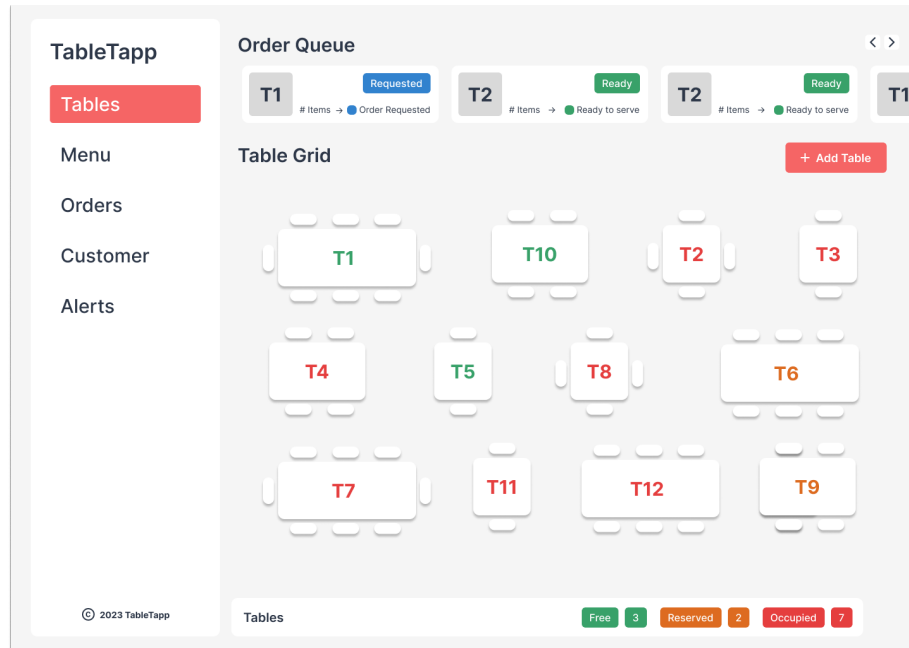 TableTapp
Tables
Menu
Orders
Customer
Alerts
© 2023 TableTapp
Order Queue
< >
T1
Requested
# Items → Order Requested
T2
Ready
# Items → Ready to serve
T2
Ready
# Items → Ready to serve
T1
Table Grid
+ Add Table
T1
T10
T2
T3
T4
T5
T8
T6
T7
T11
T12
T9
Tables
Free 3 Reserved 2 Occupied 7